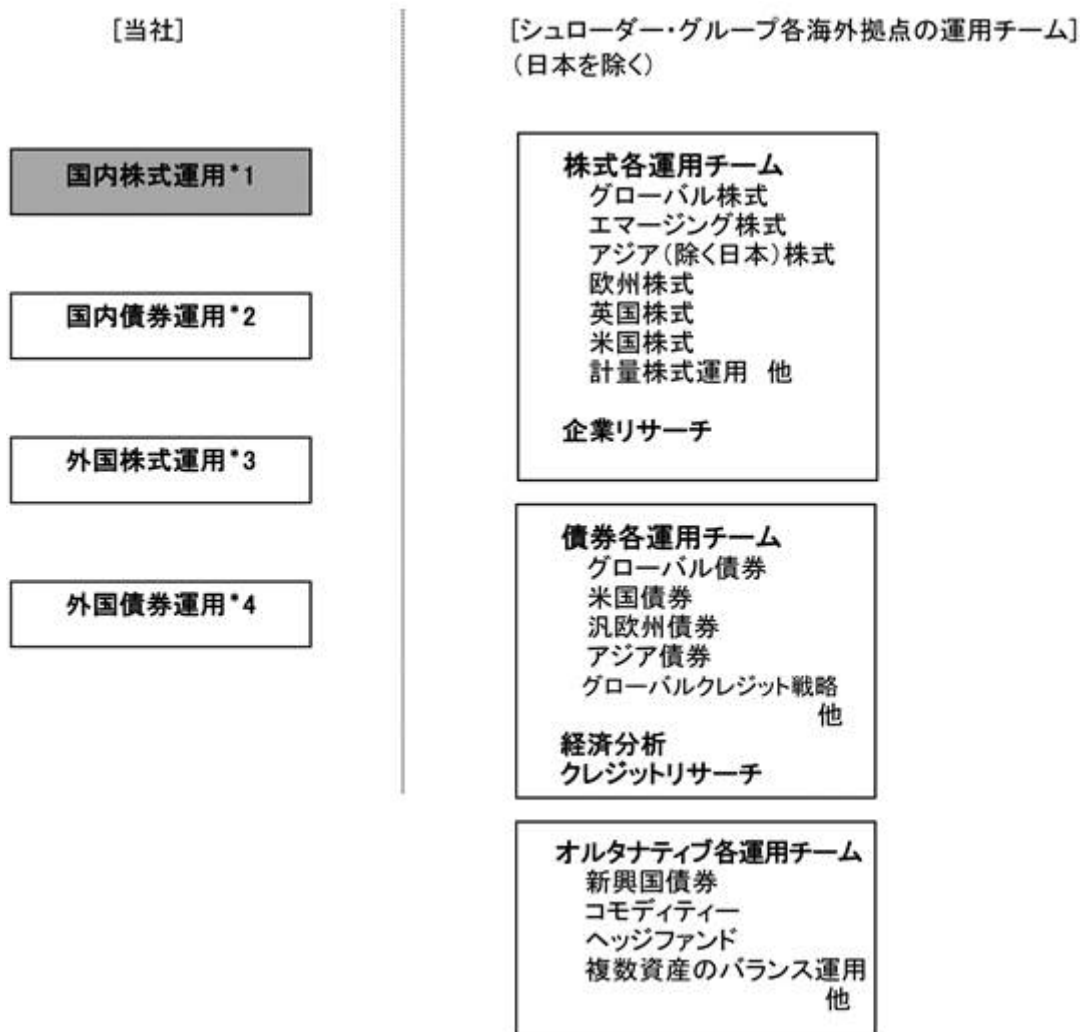 [当社]
国内株式運用*1
国内債券運用*2
外国株式運用*3
外国債券運用*4
[シュローダー・グループ各海外拠点の運用チーム]
(日本を除く)
株式各運用チーム
グローバル株式
エマージング株式
アジア(除く日本)株式
欧州株式
英国株式
米国株式
計量株式運用 他
企業リサーチ
債券各運用チーム
グローバル債券
米国債券
汎欧州債券
アジア債券
グローバルクレジット戦略
他
経済分析
クレジットリサーチ
オルタナティブ各運用チーム
新興国債券
コモディティー
ヘッジファンド
複数資産のバランス運用
他